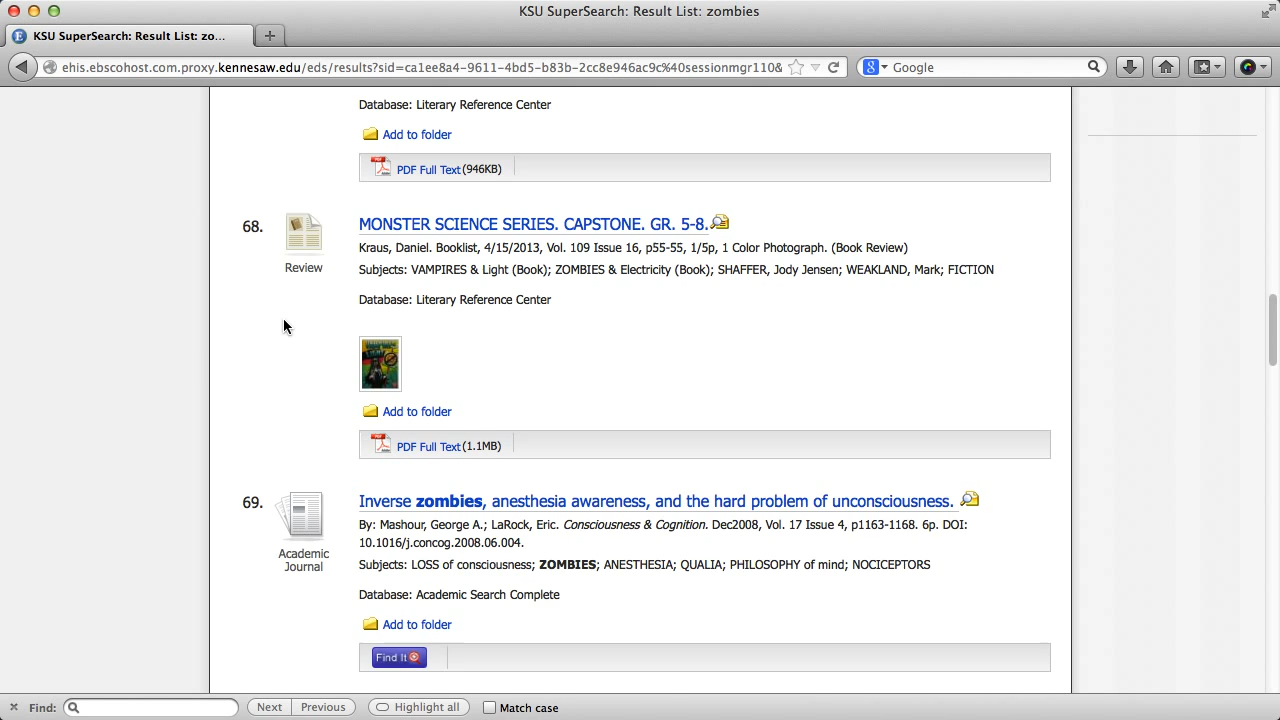 KSU SuperSearch: Result List: zombies
KSU SuperSearch: Result List: zo...
ehis.ebscohost.com.proxy.kennesaw.edu/eds/results?sid=ca1ee8a4-9611-4bd5-b83b-2cc8e946ac9c%40sessionmgr110&
Google
Database: Literary Reference Center
Add to folder
PDF Full Text (946KB)
68.
Review
MONSTER SCIENCE SERIES. CAPSTONE. GR. 5-8.
Kraus, Daniel. Booklist, 4/15/2013, Vol. 109 Issue 16, p55-55, 1/5p, 1 Color Photograph. (Book Review)
Subjects: VAMPIRES & Light (Book); ZOMBIES & Electricity (Book); SHAFFER, Jody Jensen; WEAKLAND, Mark; FICTION
Database: Literary Reference Center
Add to folder
PDF Full Text (1.1MB)
69.
Academic
Journal
Inverse zombies, anesthesia awareness, and the hard problem of unconsciousness.
By: Mashour, George A.; LaRock, Eric. Consciousness & Cognition. Dec2008, Vol. 17 Issue 4, p1163-1168. 6p. DOI:
10.1016/j.concog.2008.06.004.
Subjects: LOSS of consciousness; ZOMBIES; ANESTHESIA; QUALIA; PHILOSOPHY of mind; NOCICEPTORS
Database: Academic Search Complete
Add to folder
Find It
Find: Next Previous Highlight all Match case